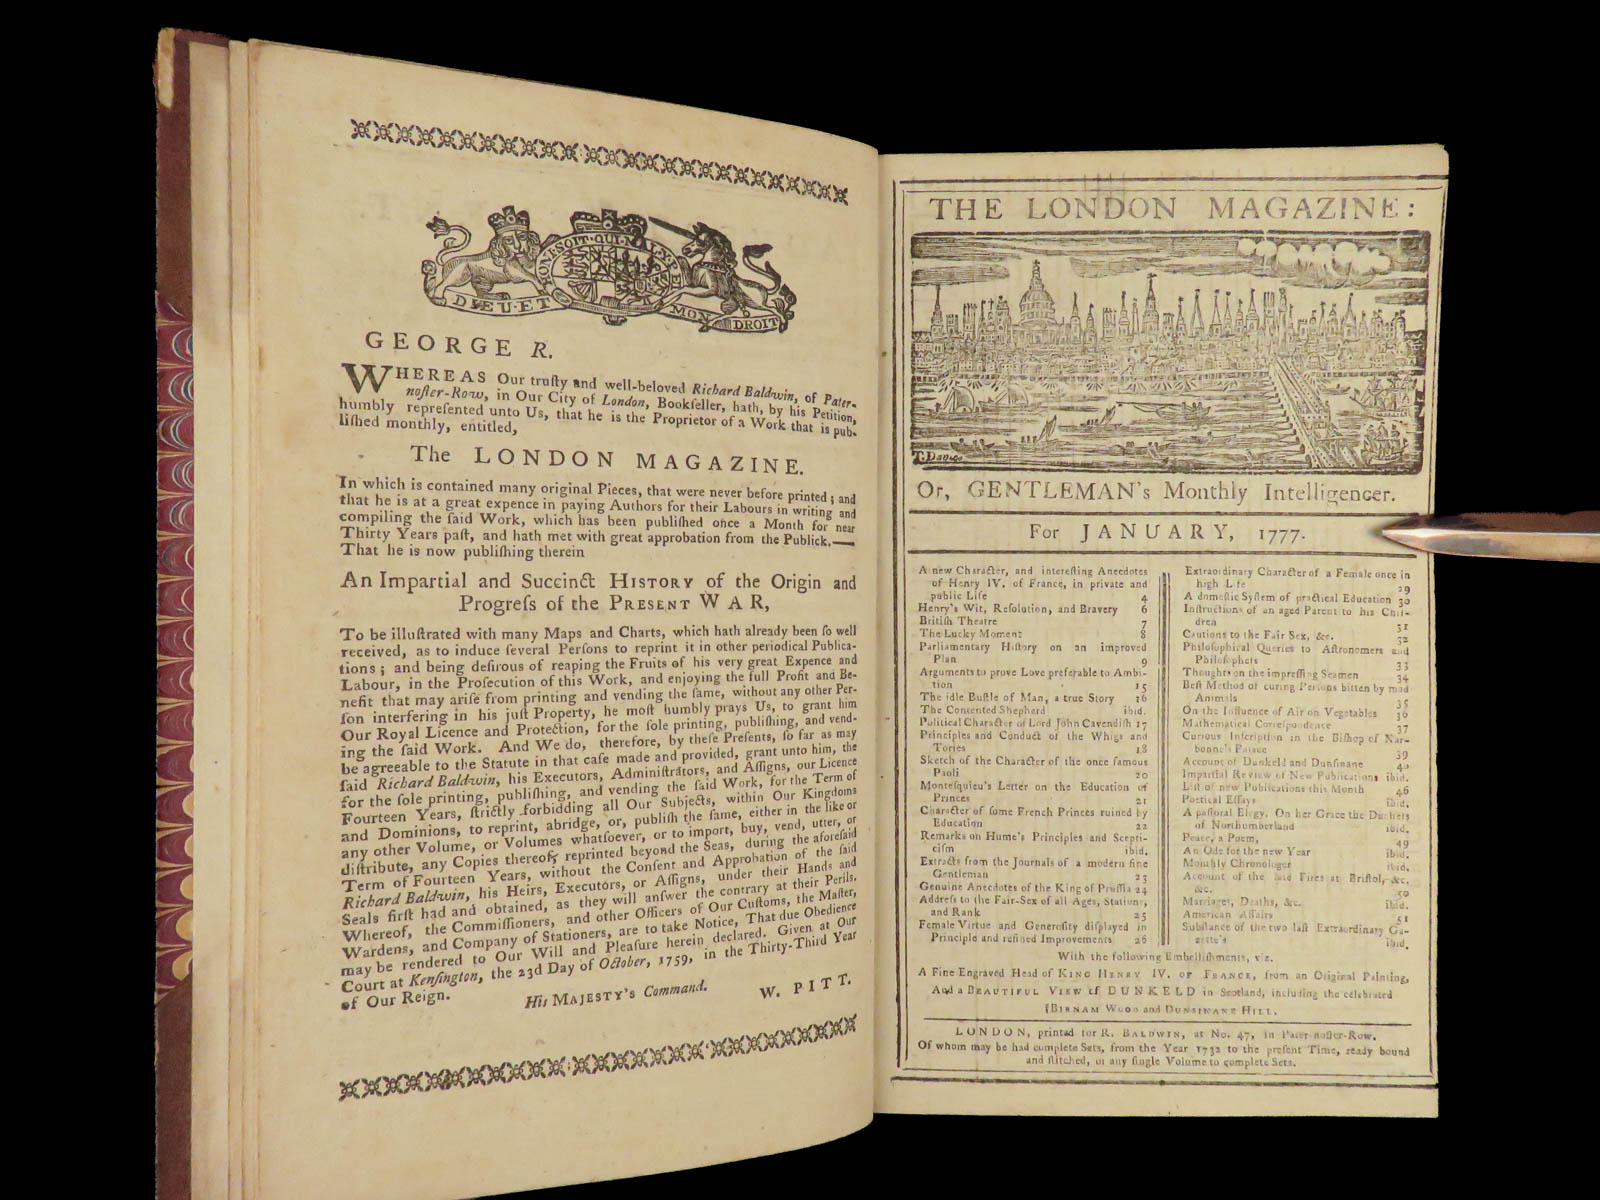 HONI·SOIT·QUI·MAL·Y·PE
DIEU·ET MON DROIT
GEORGE R.
WHEREAS Our truſty and well-beloved Richard Baldwin, of Pater-
noſter-Row, in Our City of London, Bookſeller, hath, by his Petition,
humbly repreſented unto Us, that he is the Proprietor of a Work that is pub-
liſhed monthly, entitled,
The LONDON MAGAZINE.
In which is contained many original Pieces, that were never before printed; and
that he is at a great expence in paying Authors for their Labours in writing and
compiling the ſaid Work, which has been publiſhed once a Month for near
Thirty Years paſt, and hath met with great approbation from the Publick.—
That he is now publiſhing therein
An Impartial and Succinct HISTORY of the Origin and
Progreſs of the PRESENT WAR,
To be illuſtrated with many Maps and Charts, which hath already been ſo well
received, as to induce ſeveral Perſons to reprint it in other periodical Publica-
tions; and being deſirous of reaping the Fruits of his very great Expence and
Labour, in the Proſecution of this Work, and enjoying the full Profit and Be-
nefit that may ariſe from printing and vending the ſame, without any other Per-
ſon interfering in his juſt Property, he moſt humbly prays Us, to grant him
Our Royal Licence and Protection, for the ſole printing, publiſhing, and vend-
ing the ſaid Work. And We do, therefore, by theſe Preſents, ſo far as may
be agreeable to the Statute in that caſe made and provided, grant unto him, the
ſaid Richard Baldwin, his Executors, Adminiſtrators, and Aſſigns, our Licence
for the ſole printing, publiſhing, and vending the ſaid Work, for the Term of
Fourteen Years, ſtrictly forbidding all Our Subjects, within Our Kingdoms
and Dominions, to reprint, abridge, or, publiſh the ſame, either in the like or
any other Volume, or Volumes whatſoever, or to import, buy, vend, utter, or
diſtribute, any Copies thereof reprinted beyond the Seas, during the aforeſaid
Term of Fourteen Years, without the Conſent and Approbation of the ſaid
Richard Baldwin, his Heirs, Executors, or Aſſigns, under their Hands and
Seals firſt had and obtained, as they will anſwer the contrary at their Perils.
Whereof, the Commiſſioners, and other Officers of Our Cuſtoms, the Maſter,
Wardens, and Company of Stationers, are to take Notice, That due Obedience
may be rendered to Our Will and Pleaſure herein declared. Given at Our
Court at Kenſington, the 23d Day of October, 1759, in the Thirty-Third Year
of Our Reign.
His MAJESTY's Command.
W. PITT.
THE LONDON MAGAZINE:
Or, GENTLEMAN's Monthly Intelligencer.
For JANUARY, 1777.
A new Character, and intereſting Anecdotes
of Henry IV. of France, in private and
public Life 4
Henry's Wit, Reſolution, and Bravery 6
Britiſh Theatre 7
The Lucky Moment 8
Parliamentary Hiſtory on an improved
Plan 9
Arguments to prove Love preferable to Ambi-
tion 15
The idle Buſtle of Man, a true Story 16
The Contented Shepherd ibid.
Political Character of Lord John Cavendiſh 17
Principles and Conduct of the Whigs and
Tories 18
Sketch of the Character of the once famous
Paoli 20
Monteſquieu's Letter on the Education of
Princes 21
Character of ſome French Princes ruined by
Education 22
Remarks on Hume's Principles and Scepti-
ciſm ibid.
Extracts from the Journals of a modern fine
Gentleman 23
Genuine Anecdotes of the King of Pruſſia 24
Addreſs to the Fair-Sex of all Ages, Stations,
and Rank 25
Female Virtue and Generoſity diſplayed in
Principle and refined Improvements 26
Extraordinary Character of a Female once in
high Life 29
A domeſtic Syſtem of practical Education 30
Inſtructions of an aged Parent to his Chil-
dren 31
Cautions to the Fair Sex, &c. 32
Philoſophical Queries to Aſtronomers and
Philoſophers 33
Thoughts on the impreſſing Seamen 34
Beſt Method of curing Perſons bitten by mad
Animals 35
On the Influence of Air on Vegetables 36
Mathematical Correſpondence 37
Curious Inſcription in the Biſhop of Nar-
bonne's Palace 39
Account of Dunkeld and Dunſinane 40
Impartial Review of New Publications ibid.
Liſt of new Publications this Month 46
Poetical Eſſays ibid.
A paſtoral Elegy. On her Grace the Ducheſs
of Northumberland ibid.
Peace, a Poem, 49
An Ode for the new Year ibid.
Monthly Chronologer ibid.
Account of the late Fires at Briſtol, &c.
&c. 50
Marriages, Deaths, &c. ibid.
American Affairs 51
Subſtance of the two laſt Extraordinary Ga-
zette's ibid.
With the following Embelliſhments, viz.
A Fine Engraved Head of KING HENRY IV. OF FRANCE, from an Original Painting,
And a BEAUTIFUL VIEW of DUNKELD in Scotland, including the celebrated
BIRNAM WOOD and DUNSINANE HILL.
LONDON, printed for R. BALDWIN, at No. 47, in Pater-noſter-Row.
Of whom may be had complete Sets, from the Year 1732 to the preſent Time, ready bound
and ſtitched, or any ſingle Volume to complete Sets.